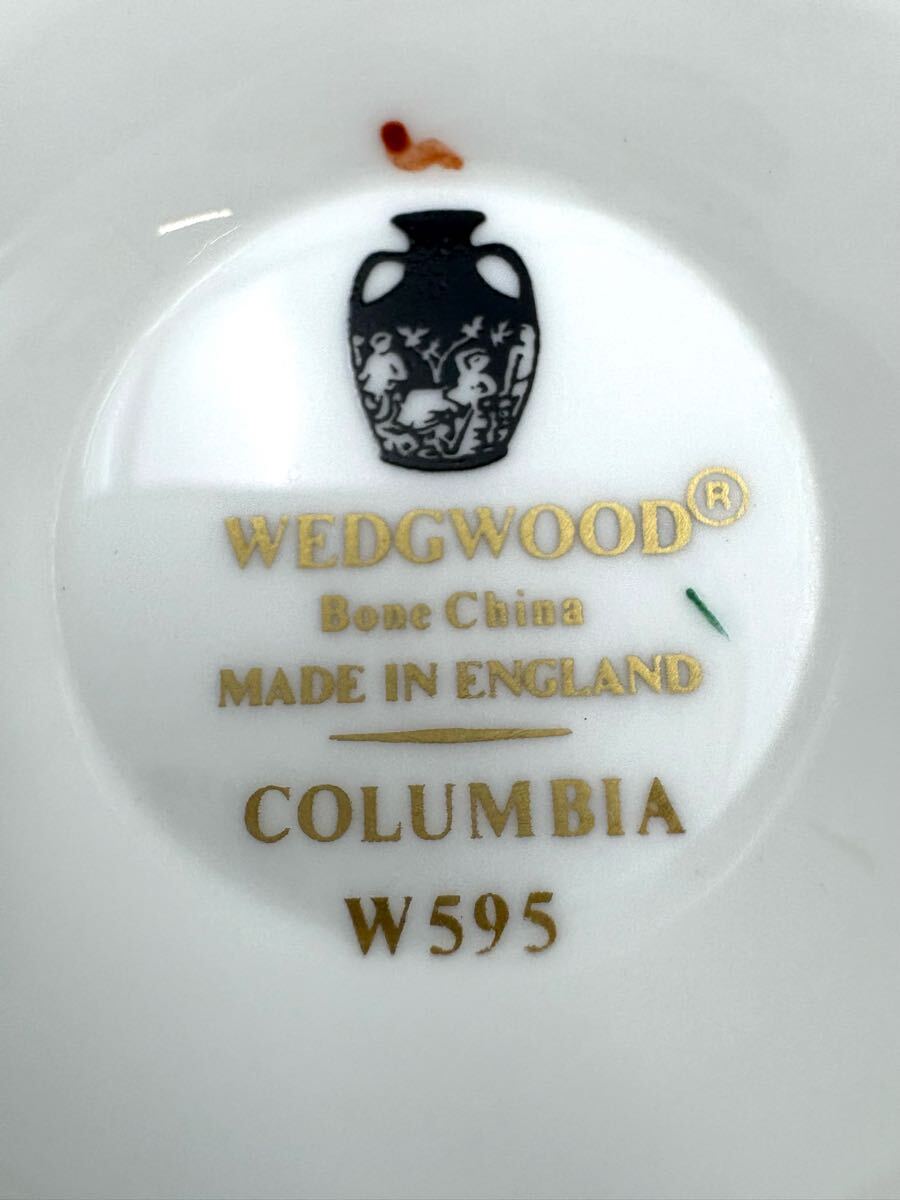 WEDGWOOD®
Bone China
MADE IN ENGLAND
COLUMBIA
W595